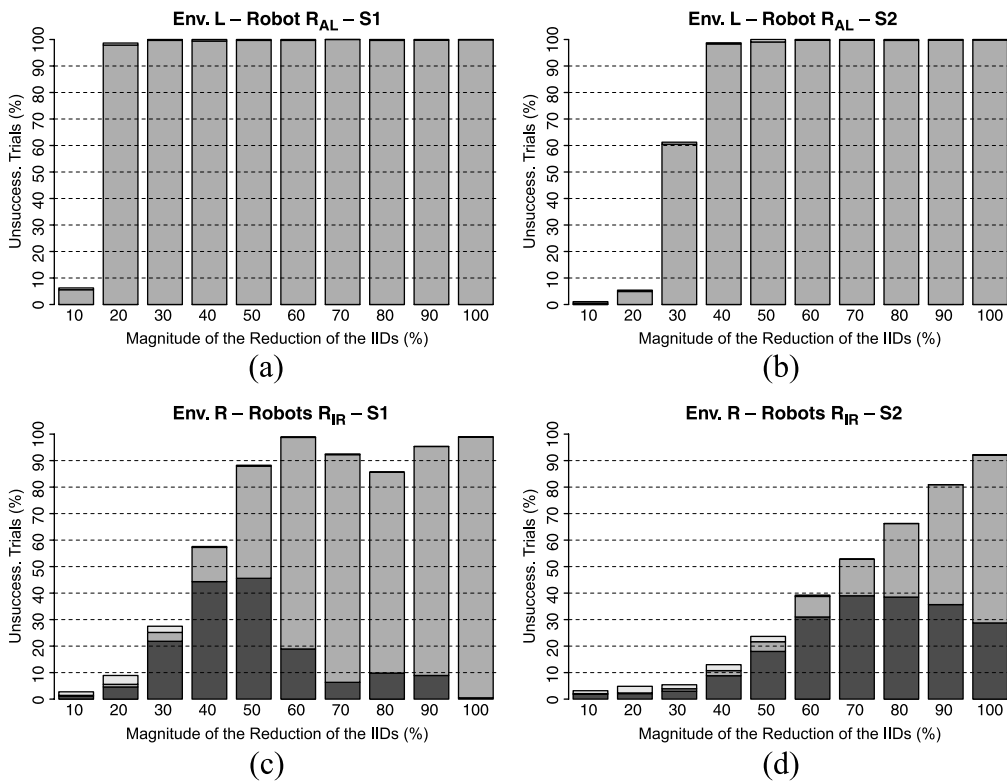 Env. L – Robot R_AL – S1
Unsuccess. Trials (%)
100
90
80
70
60
50
40
30
20
10
0
10 20 30 40 50 60 70 80 90 100
Magnitude of the Reduction of the IIDs (%)
(a)
Env. L – Robot R_AL – S2
Unsuccess. Trials (%)
100
90
80
70
60
50
40
30
20
10
0
10 20 30 40 50 60 70 80 90 100
Magnitude of the Reduction of the IIDs (%)
(b)
Env. R – Robots R_IR – S1
Unsuccess. Trials (%)
100
90
80
70
60
50
40
30
20
10
0
10 20 30 40 50 60 70 80 90 100
Magnitude of the Reduction of the IIDs (%)
(c)
Env. R – Robots R_IR – S2
Unsuccess. Trials (%)
100
90
80
70
60
50
40
30
20
10
0
10 20 30 40 50 60 70 80 90 100
Magnitude of the Reduction of the IIDs (%)
(d)